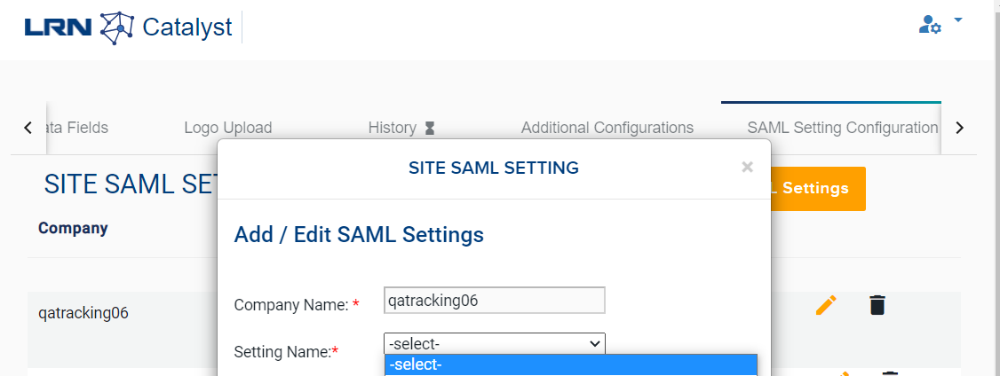 LRN Catalyst
ata Fields
Logo Upload
History
Additional Configurations
SAML Setting Configuration
SITE SAML SET
SITE SAML SETTING
×
L Settings
Company
Add / Edit SAML Settings
qatracking06
Company Name: *
qatracking06
Setting Name:*
-select-
-select-